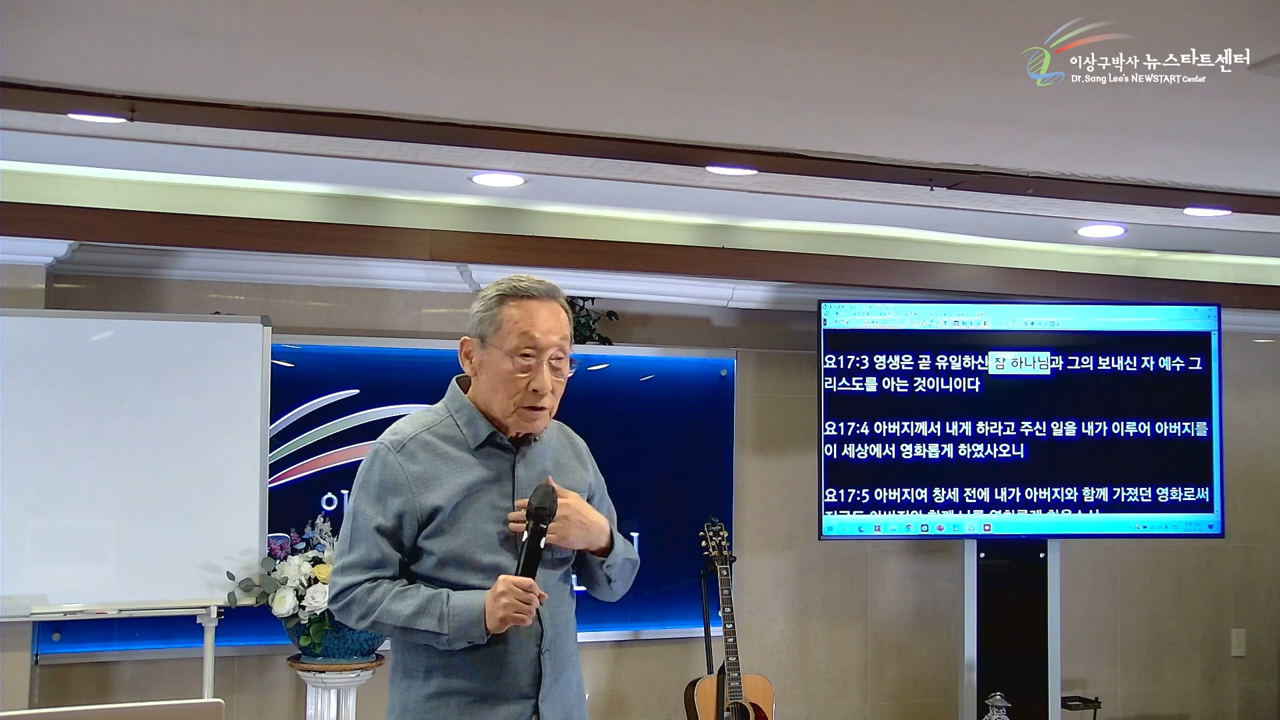 이상구박사 뉴스타트센터
Dr. Sang Lee's NEWSTART Center
요17:3 영생은 곧 유일하신 참 하나님과 그의 보내신 자 예수 그
리스도를 아는 것이니이다
요17:4 아버지께서 내게 하라고 주신 일을 내가 이루어 아버지를
이 세상에서 영화롭게 하였사오니
요17:5 아버지여 창세 전에 내가 아버지와 함께 가졌던 영화로써